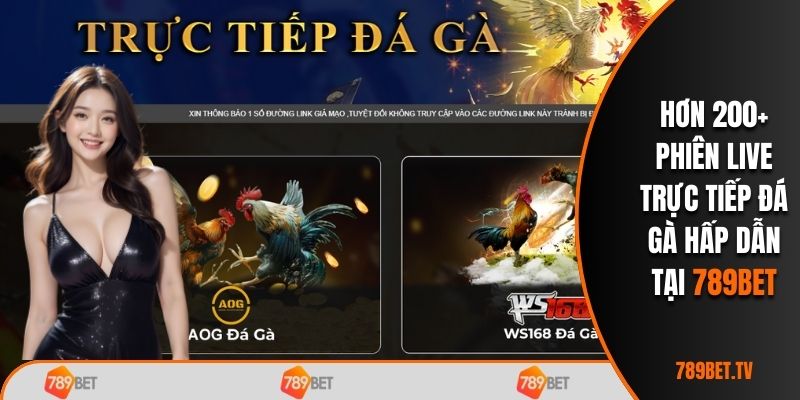 TRỰC TIẾP ĐÁ GÀ
XIN THÔNG BÁO 1 SỐ ĐƯỜNG LINK GIẢ MẠO ,TUYỆT ĐỐI KHÔNG TRUY CẬP VÀO CÁC ĐƯỜNG LINK NÀY TRÁNH BỊ
AOG
AOG Đá Gà
WS168
WS168 Đá Gà
HƠN 200+
PHIÊN LIVE
TRỰC TIẾP ĐÁ
GÀ HẤP DẪN
TẠI 789BET
789BET.TV
789BET
789BET
789BET